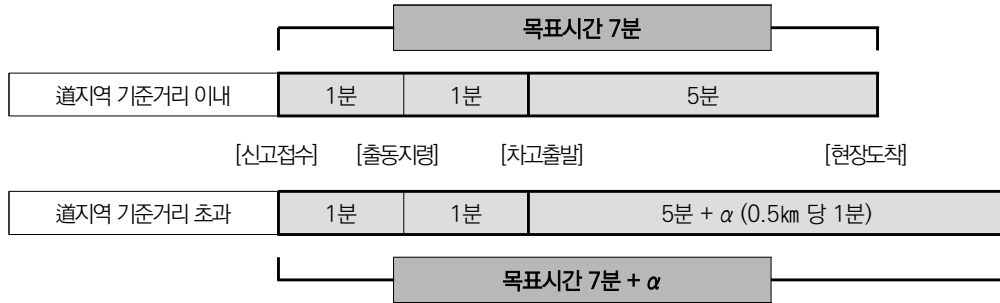 목표시간 7분
道지역 기준거리 이내 1분 1분 5분
[신고접수] [출동지령] [차고출발] [현장도착]
道지역 기준거리 초과 1분 1분 5분 + α (0.5㎞ 당 1분)
목표시간 7분 + α